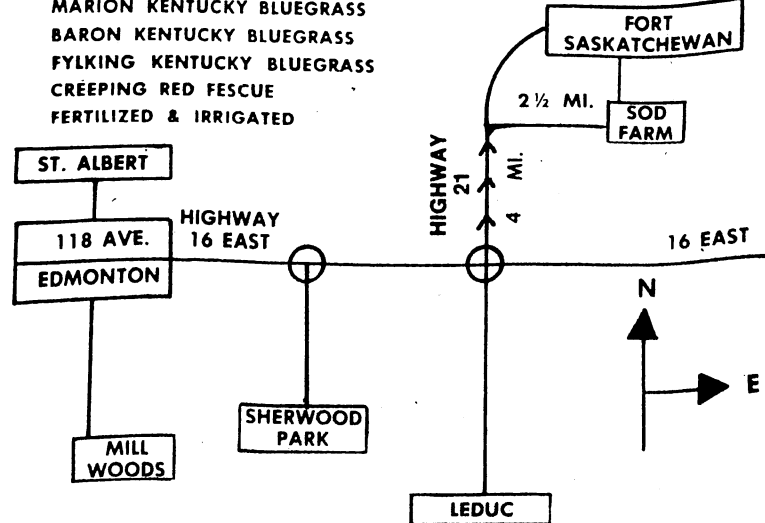 MARION KENTUCKY BLUEGRASS
BARON KENTUCKY BLUEGRASS
FYLKING KENTUCKY BLUEGRASS
CREEPING RED FESCUE
FERTILIZED & IRRIGATED
FORT
SASKATCHEWAN
2 ½ MI.
SOD
FARM
ST. ALBERT
HIGHWAY
21
4 MI.
118 AVE.
HIGHWAY
16 EAST
16 EAST
EDMONTON
N
E
SHERWOOD
PARK
MILL
WOODS
LEDUC